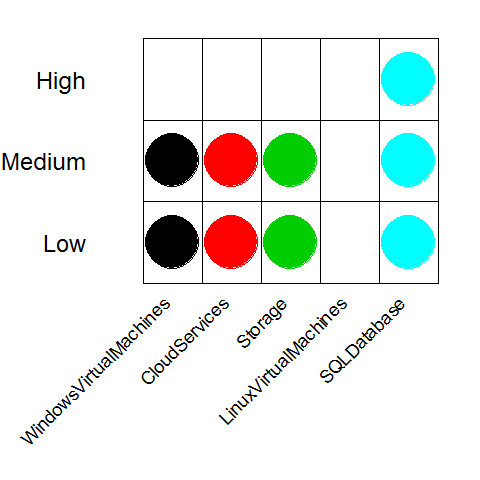 High
Medium
Low
WindowsVirtualMachines
CloudServices
Storage
LinuxVirtualMachines
SQLDatabase